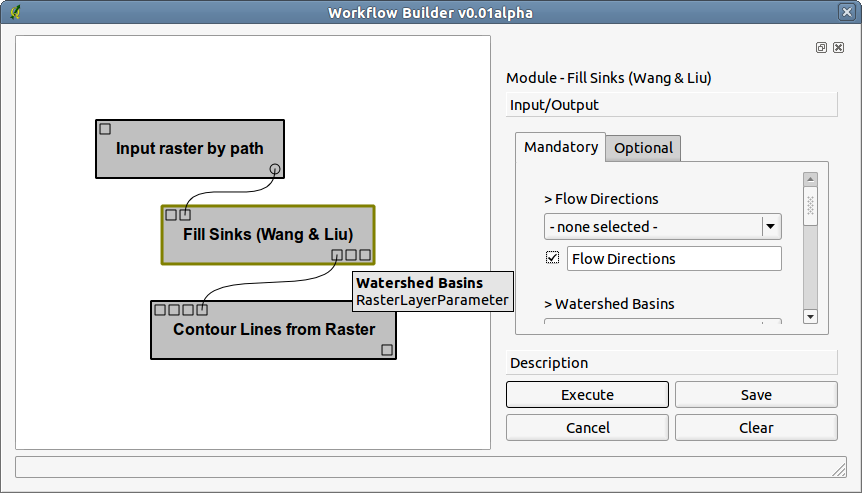 Workflow Builder v0.01alpha
Input raster by path
Fill Sinks (Wang & Liu)
Watershed Basins
RasterLayerParameter
Contour Lines from Raster
Module - Fill Sinks (Wang & Liu)
Input/Output
Mandatory
Optional
> Flow Directions
- none selected -
Flow Directions
> Watershed Basins
Description
Execute
Save
Cancel
Clear